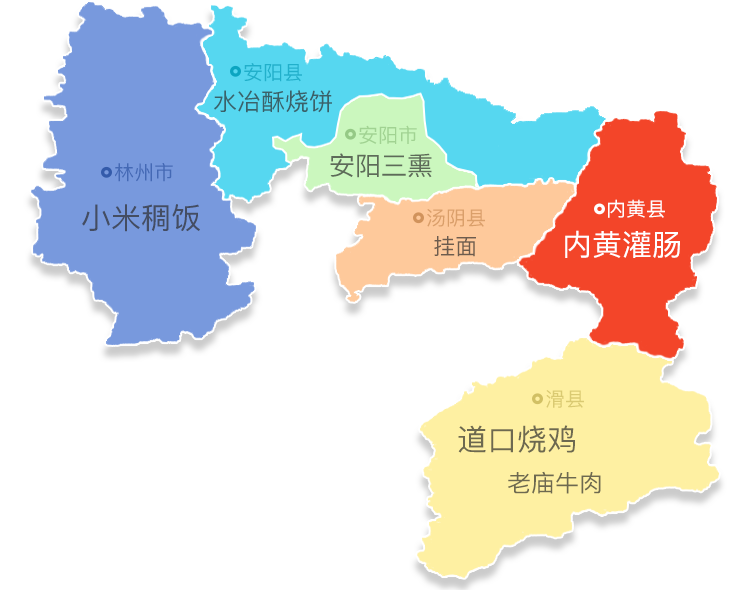 安阳县
水冶酥烧饼
安阳市
安阳三熏
林州市
小米稠饭
汤阴县
挂面
内黄县
内黄灌肠
滑县
道口烧鸡
老庙牛肉